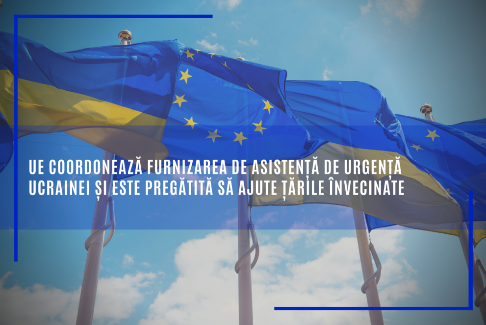 UE COORDONEAZĂ FURNIZAREA DE ASISTENȚĂ DE URGENȚĂ
UCRAINEI ȘI ESTE PREGĂTITĂ SĂ AJUTE ȚĂRILE ÎNVECINATE